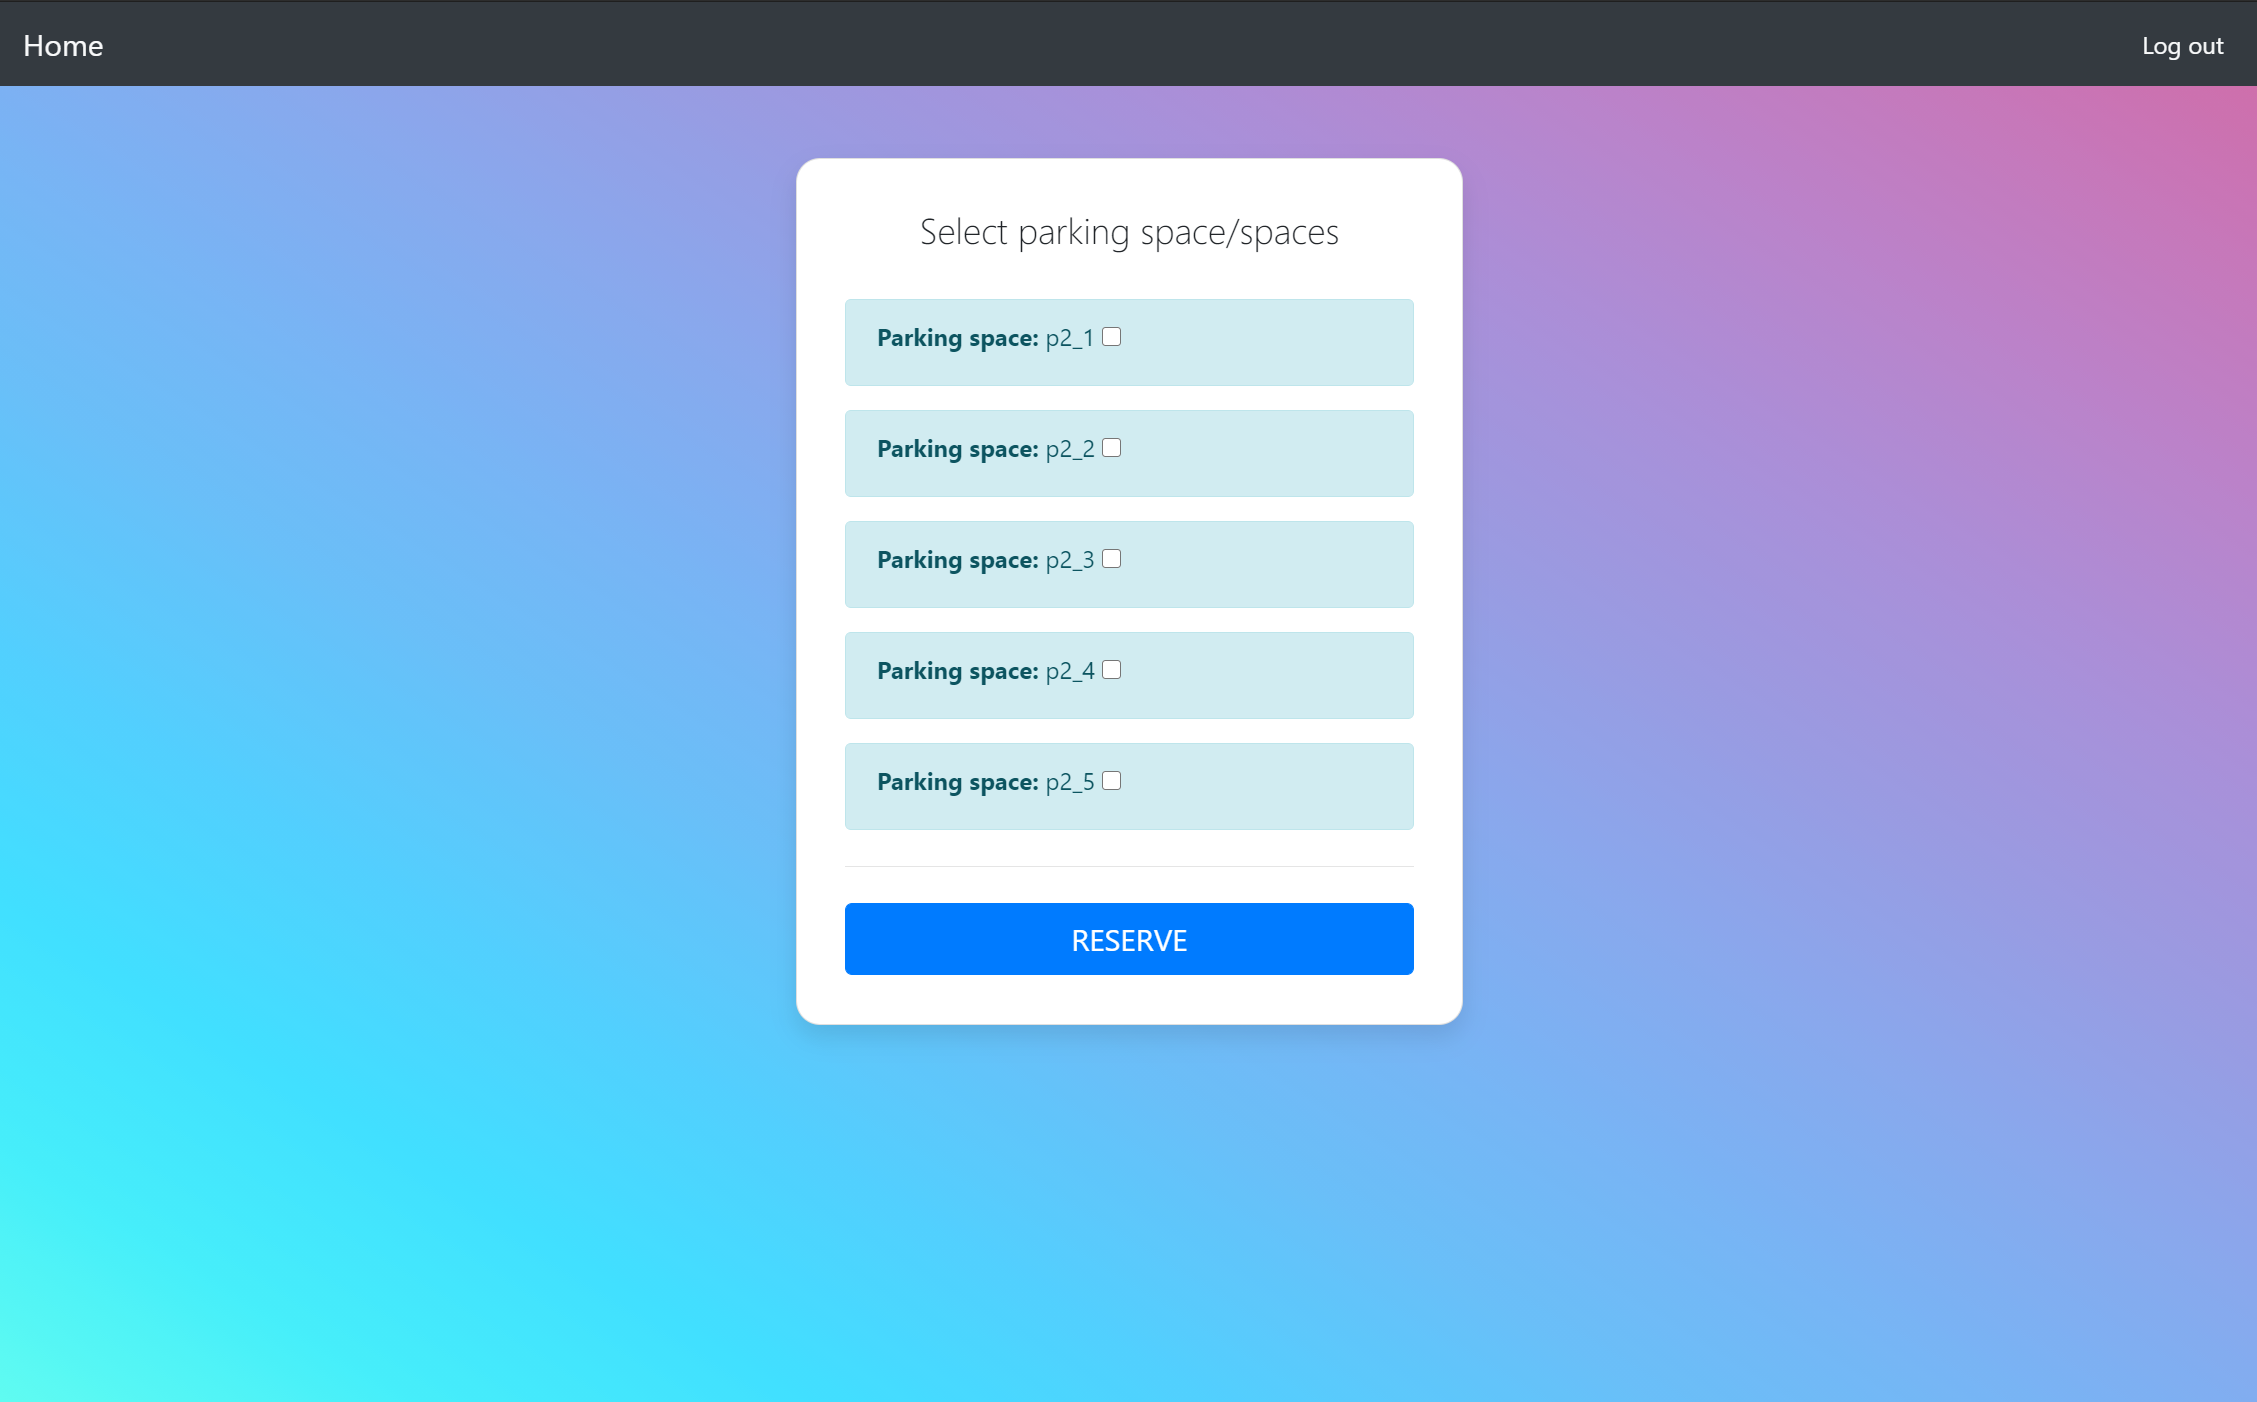 Home
Log out
Select parking space/spaces
Parking space: p2_1
Parking space: p2_2
Parking space: p2_3
Parking space: p2_4
Parking space: p2_5
RESERVE